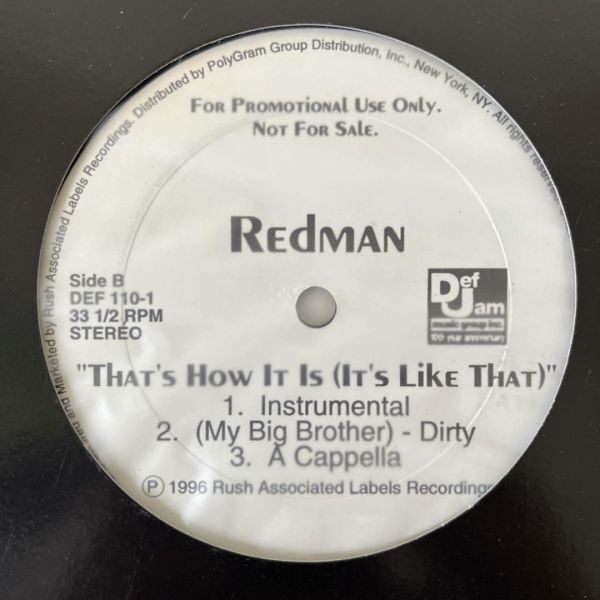 and Marketed by Rush Associated Labels Recordings. Distributed by PolyGram Group Distribution, Inc., New York, NY. All rights reserved.
For Promotional Use Only.
Not For Sale.
Redman
Side B
DEF 110-1
33 1/2 RPM
STEREO
Def
Jam
music group inc.
10th year anniversary
"That's How It Is (It's Like That)"
1. Instrumental
2. (My Big Brother) - Dirty
3. A Cappella
℗ 1996 Rush Associated Labels Recordings